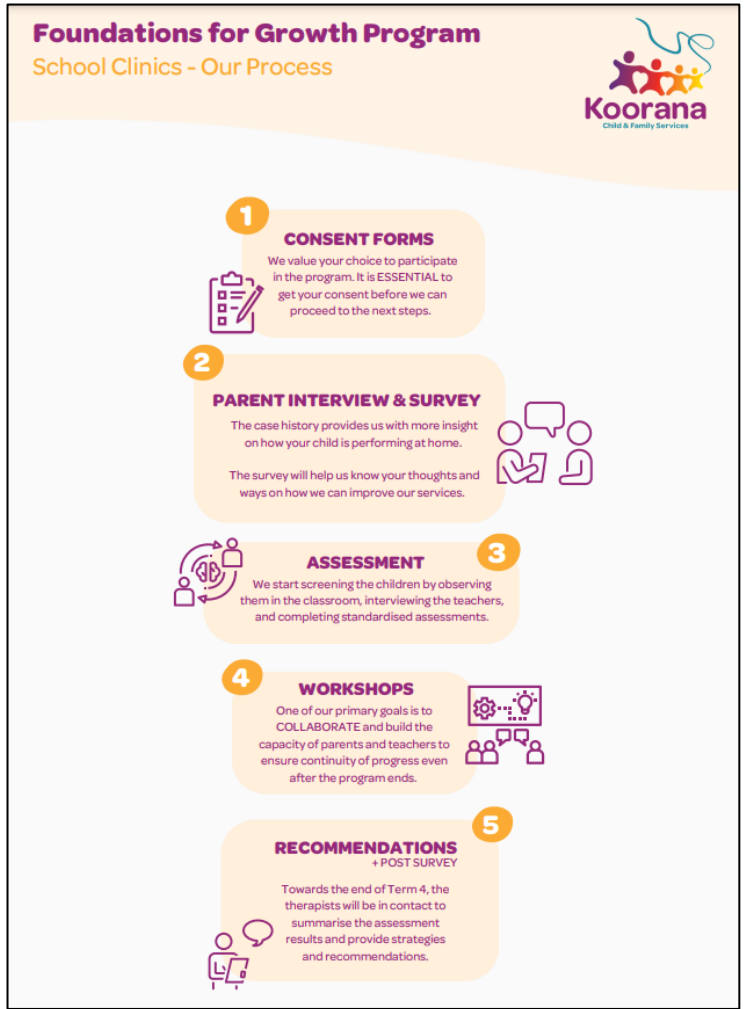 Foundations for Growth Program
School Clinics - Our Process
Koorana
Child & Family Services
1
CONSENT FORMS
We value your choice to participate
in the program. It is ESSENTIAL to
get your consent before we can
proceed to the next steps.
2
PARENT INTERVIEW & SURVEY
The case history provides us with more insight
on how your child is performing at home.
The survey will help us know your thoughts and
ways on how we can improve our services.
3
ASSESSMENT
We start screening the children by observing
them in the classroom, interviewing the teachers,
and completing standardised assessments.
4
WORKSHOPS
One of our primary goals is to
COLLABORATE and build the
capacity of parents and teachers to
ensure continuity of progress even
after the program ends.
5
RECOMMENDATIONS
+ POST SURVEY
Towards the end of Term 4, the
therapists will be in contact to
summarise the assessment
results and provide strategies
and recommendations.